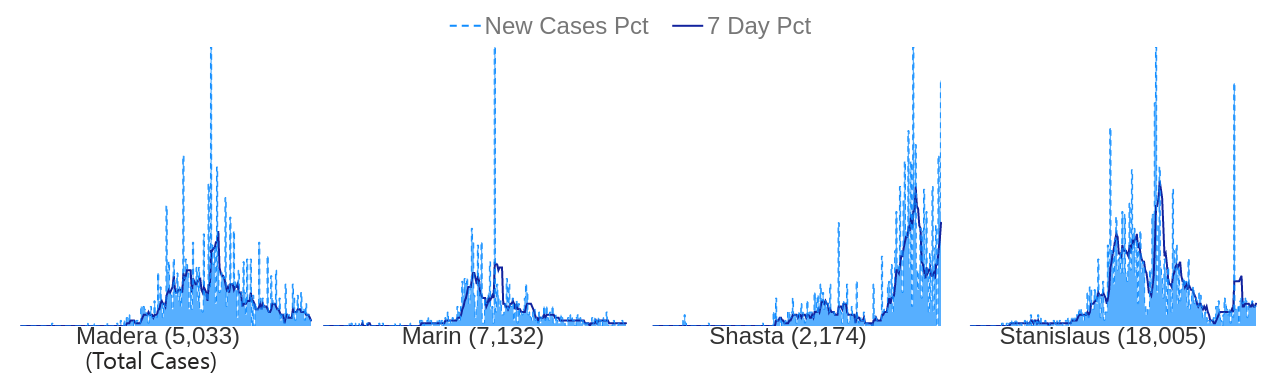 New Cases Pct 7 Day Pct
Madera (5,033) Marin (7,132) Shasta (2,174) Stanislaus (18,005)
(Total Cases)